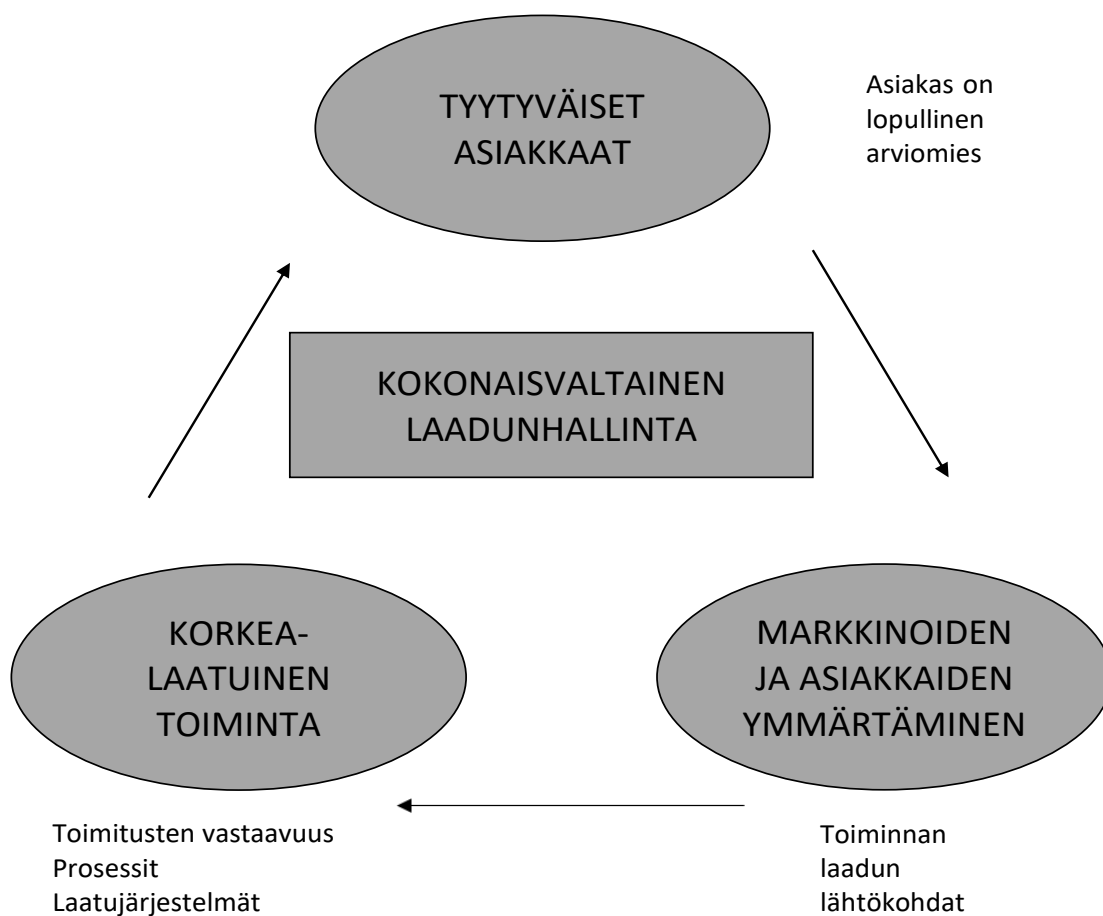 TYYTYVÄISET
ASIAKKAAT
Asiakas on
lopullinen
arviomies
KOKONAISVALTAINEN
LAADUNHALLINTA
KORKEA-
LAATUINEN
TOIMINTA
MARKKINOIDEN
JA ASIAKKAIDEN
YMMÄRTÄMINEN
Toimitusten vastaavuus
Prosessit
Laatujärjestelmät
Toiminnan
laadun
lähtökohdat